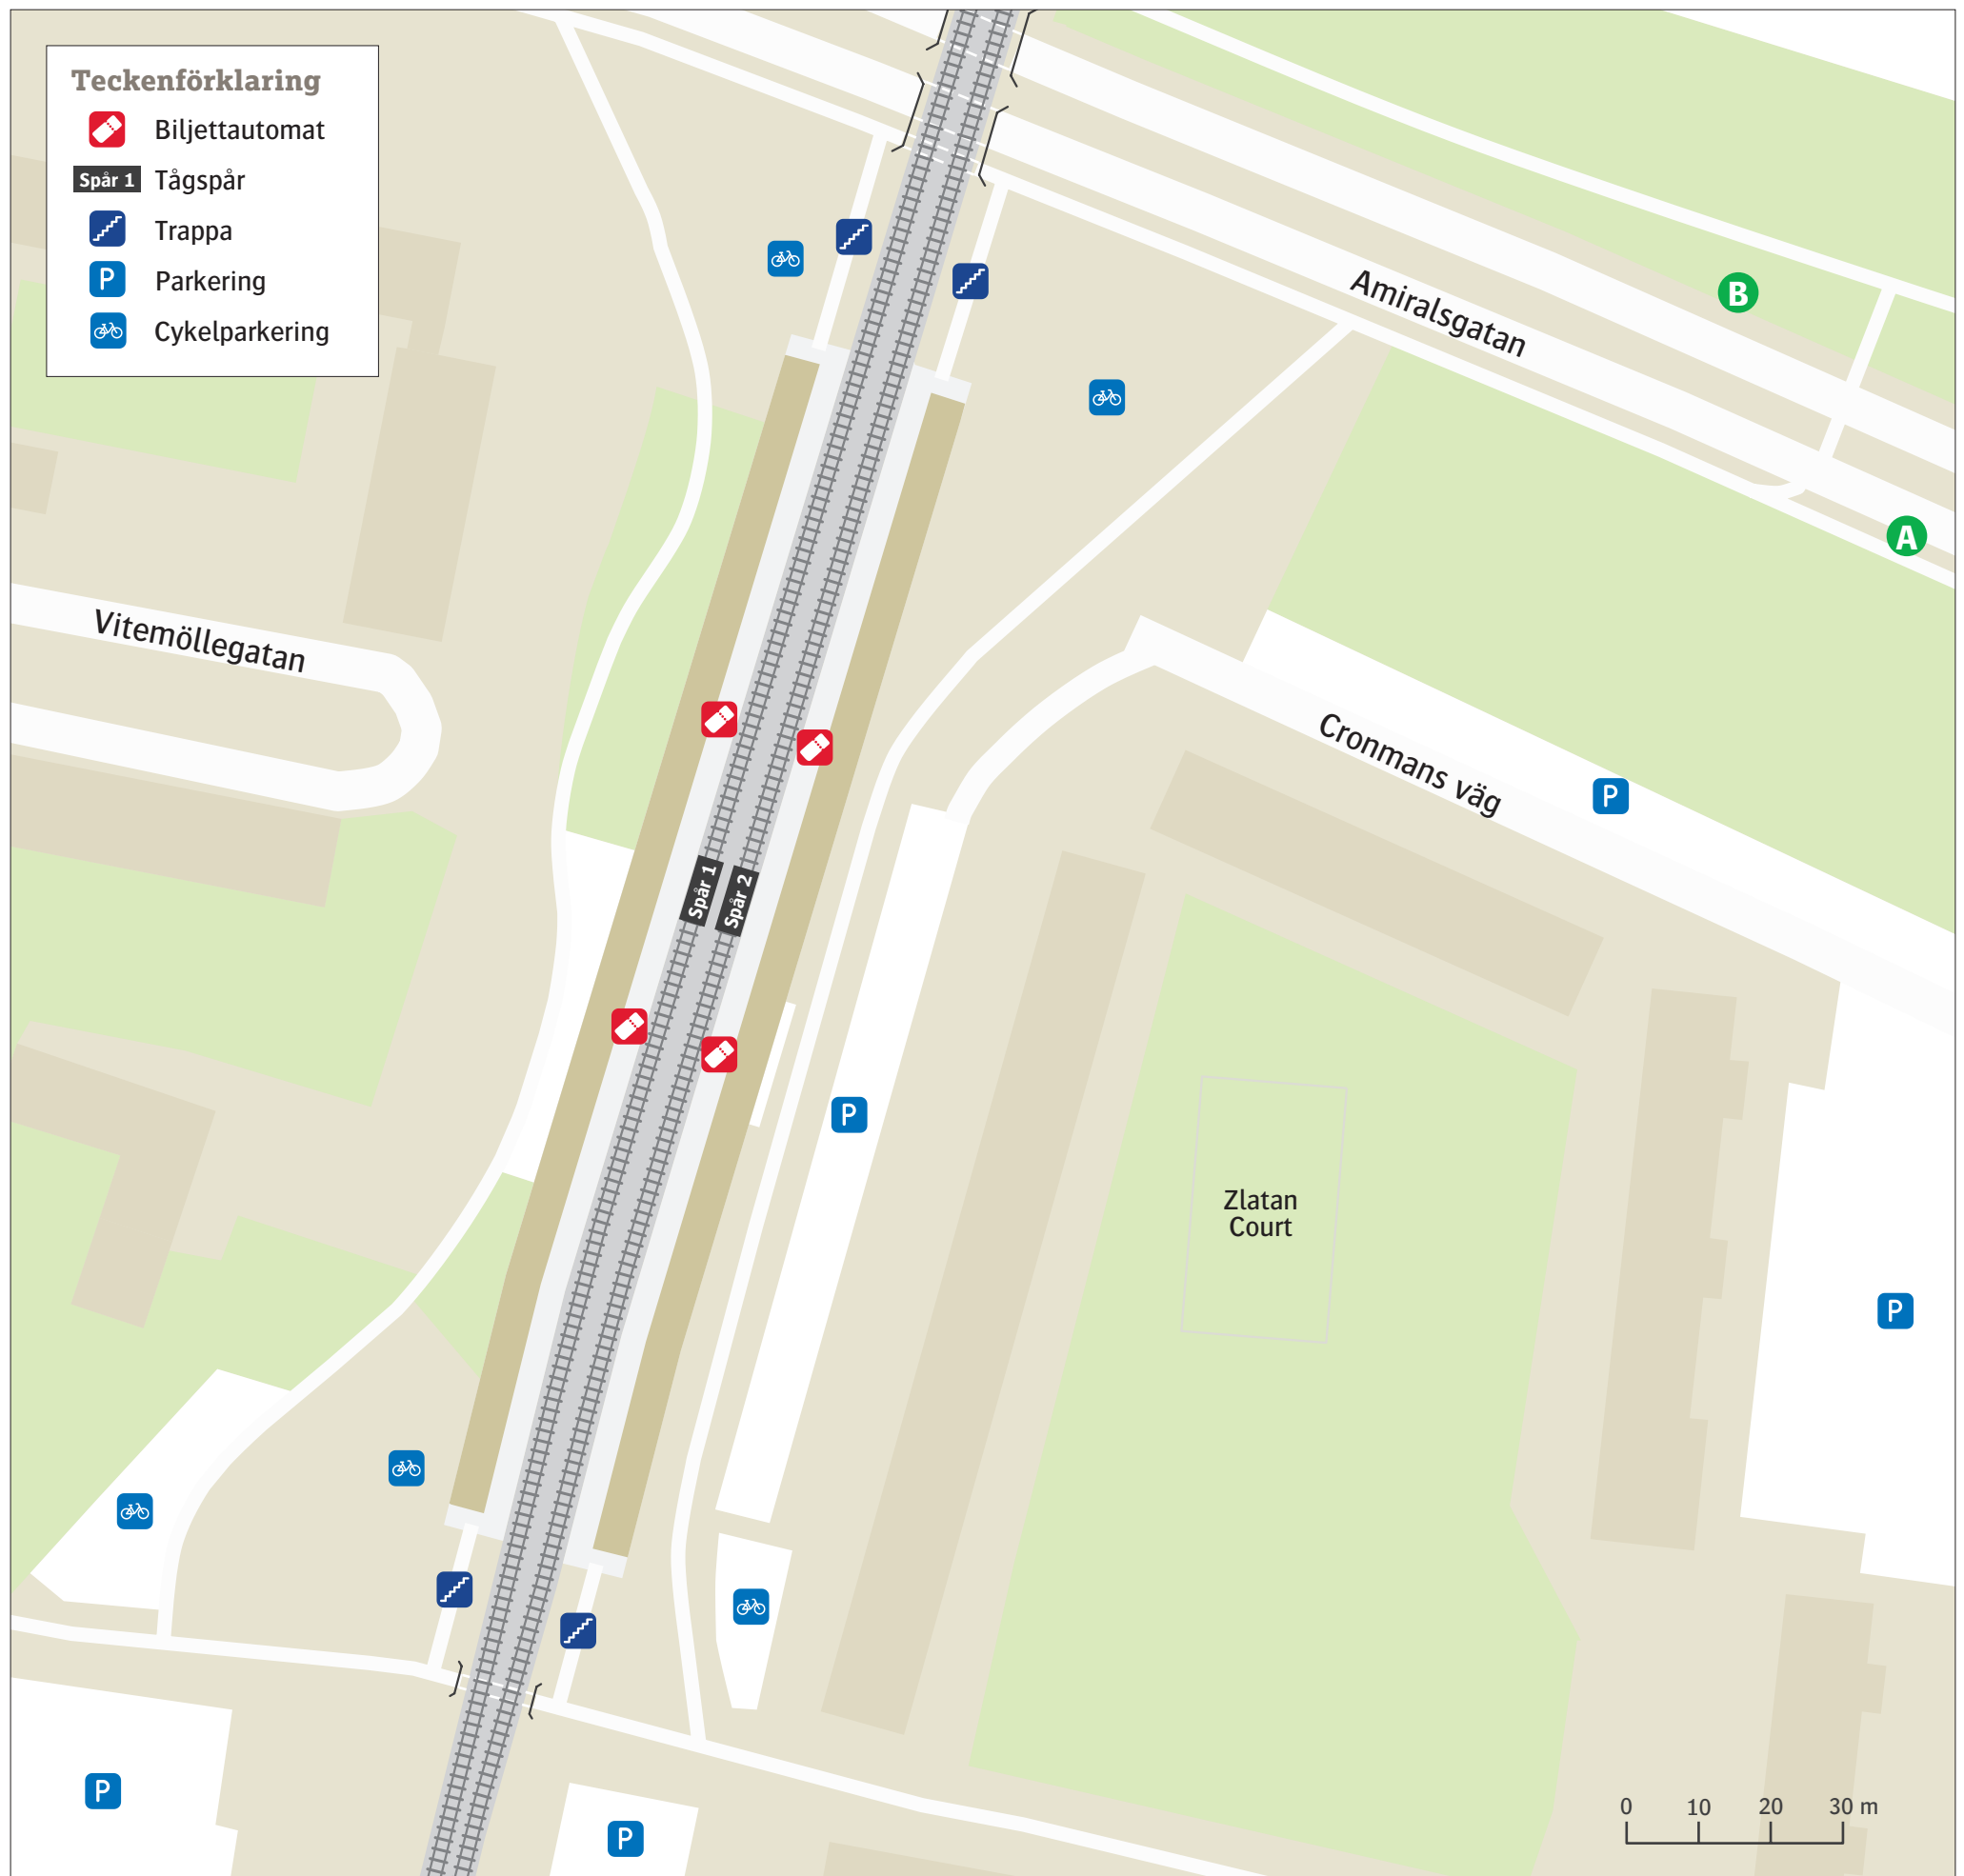 Teckenförklaring
Biljettautomat
Spår 1 Tågspår
Trappa
P Parkering
Cykelparkering
Amiralsgatan
B
A
Vitemöllegatan
Cronmans väg
P
Spår 1
Spår 2
P
Zlatan
Court
P
P
P
0 10 20 30 m